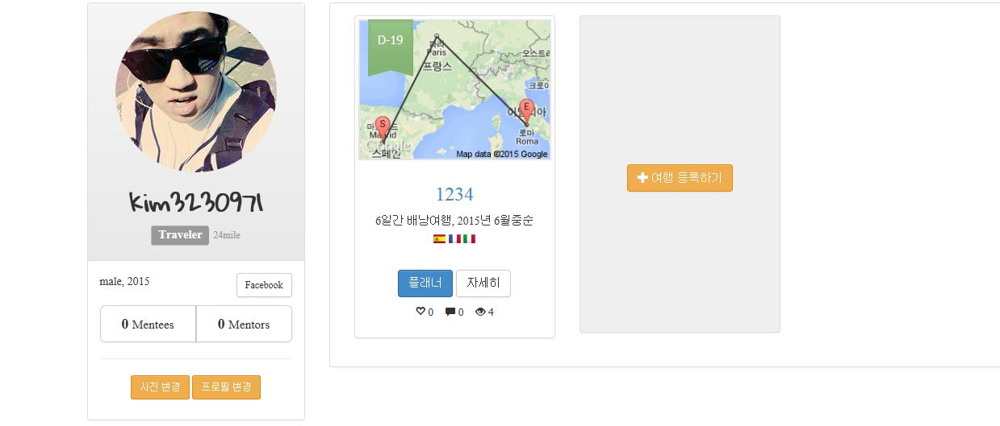 kim3230971
Traveler 24mile
male, 2015
Facebook
0 Mentees
0 Mentors
사진 변경
프로필 변경
D-19
파리
Paris
프랑스
오스트리
크로아
이탈리아
마드리드
Madrid
스페인
로마
Roma
S
E
Google
Map data ©2015 Google
1234
6일간 배낭여행, 2015년 6월중순
플래너
자세히
0 0 4
여행 등록하기